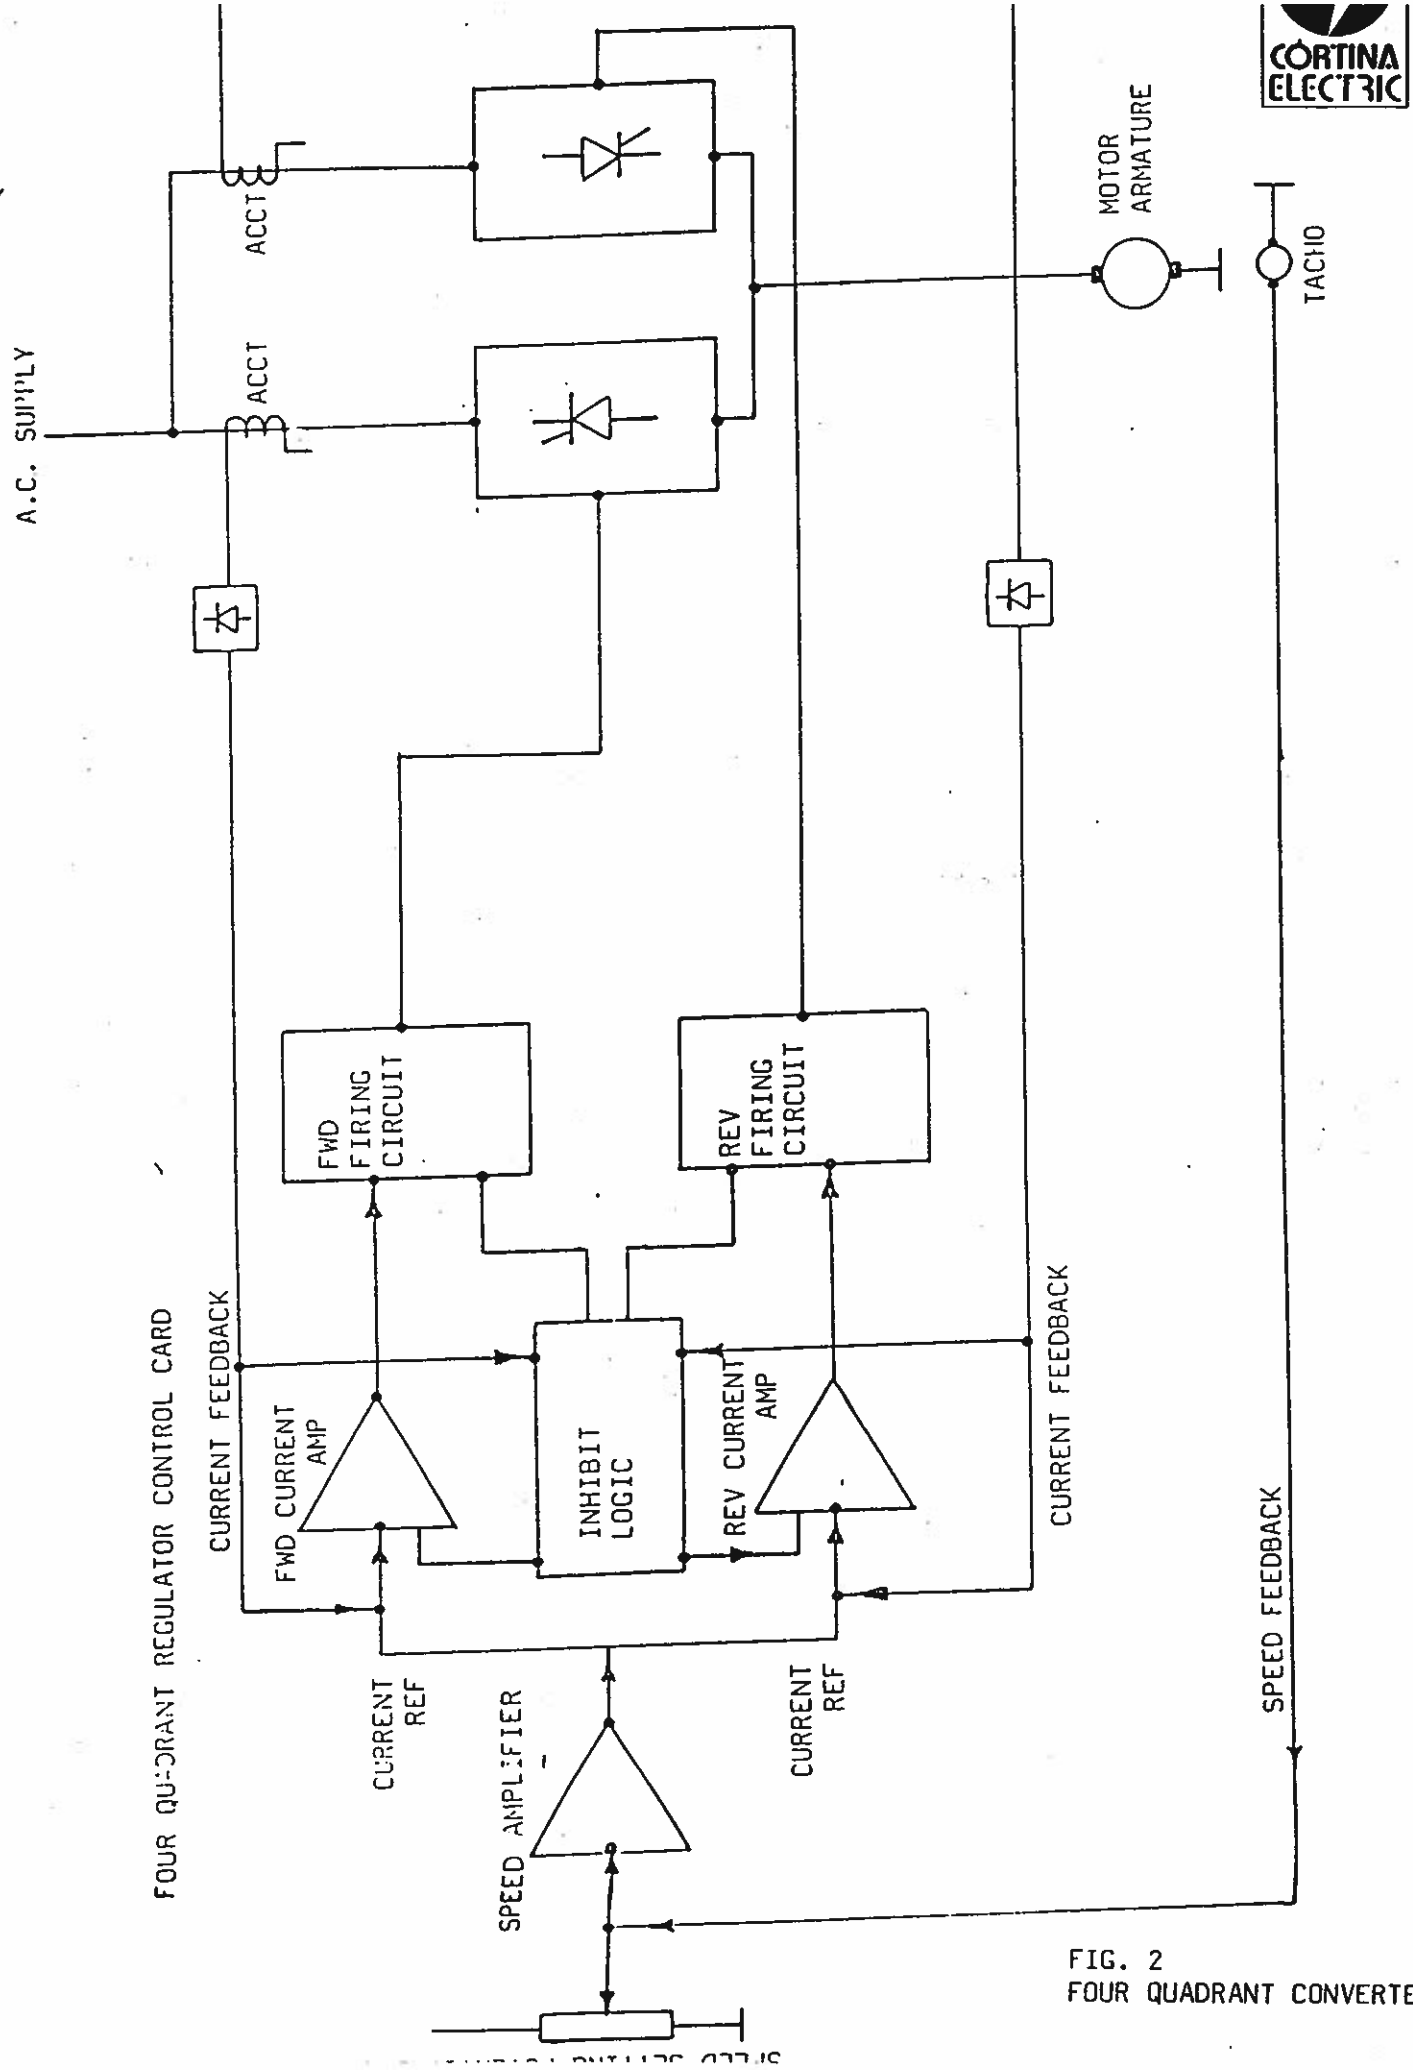 CORTINA
ELECTRIC
A.C. SUPPLY
ACCT
ACCT
MOTOR
ARMATURE
TACHO
FOUR QUADRANT REGULATOR CONTROL CARD
CURRENT FEEDBACK
FWD
FIRING
CIRCUIT
REV
FIRING
CIRCUIT
FWD CURRENT
AMP
INHIBIT
LOGIC
REV CURRENT
AMP
CURRENT FEEDBACK
CURRENT
REF
SPEED AMPLIFIER
CURRENT
REF
SPEED FEEDBACK
FIG. 2
FOUR QUADRANT CONVERTE